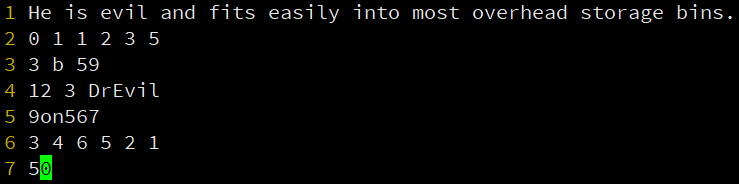 1 He is evil and fits easily into most overhead storage bins.
2 0 1 1 2 3 5
3 3 b 59
4 12 3 DrEvil
5 9on567
6 3 4 6 5 2 1
7 50